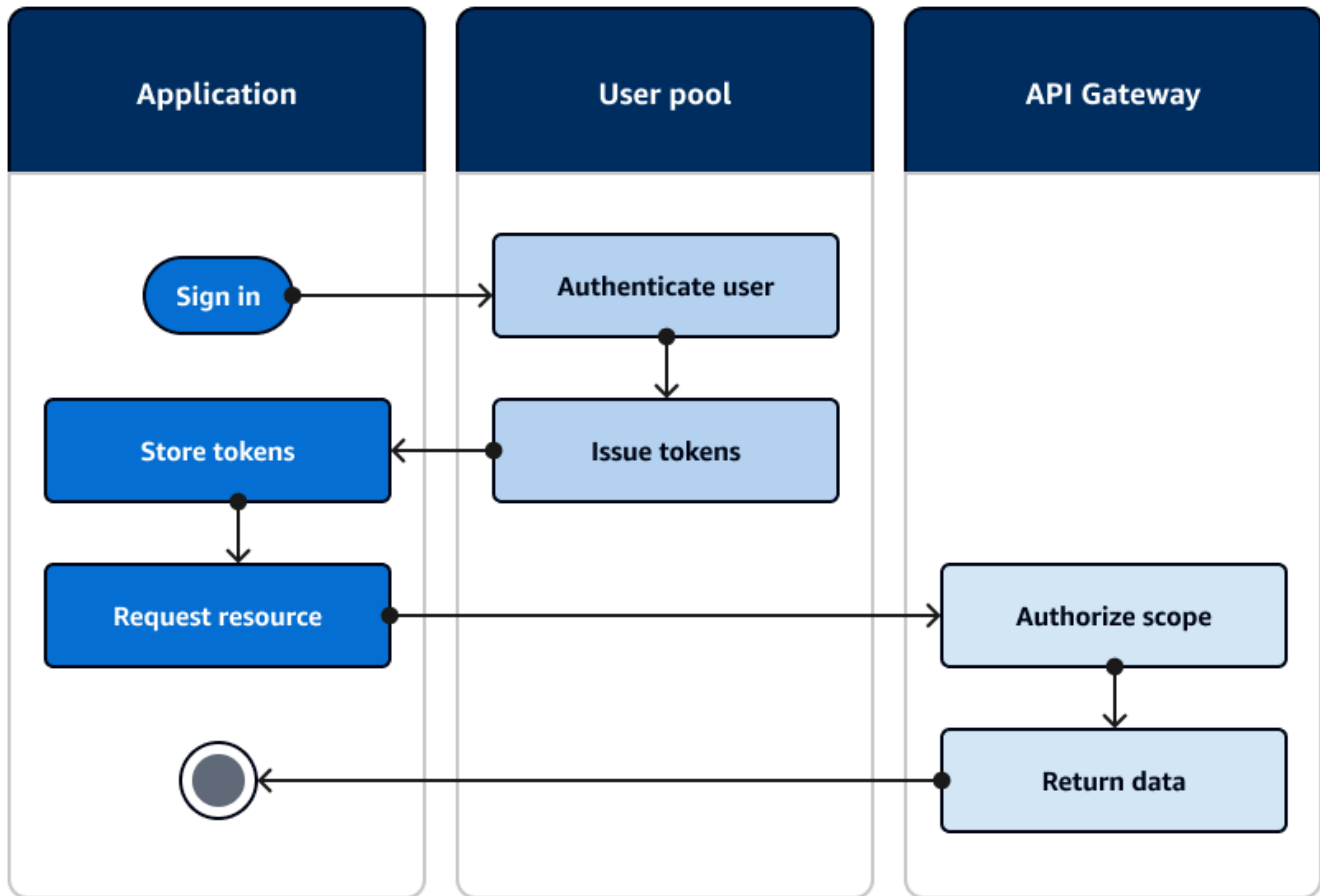 Application
User pool
API Gateway
Sign in
Authenticate user
Store tokens
Issue tokens
Request resource
Authorize scope
Return data